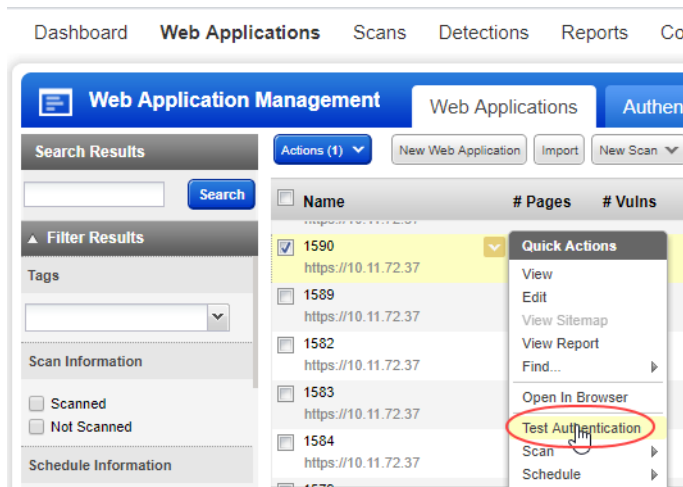 Dashboard Web Applications Scans Detections Reports Co
Web Application Management Web Applications Authen
Search Results Actions (1) New Web Application Import New Scan
Search
Name # Pages # Vulns
Filter Results
1590
https://10.11.72.37
Quick Actions
Tags
View
1589
https://10.11.72.37
Edit
View Sitemap
1582
https://10.11.72.37
View Report
Scan Information
Find...
1583
https://10.11.72.37
Open In Browser
Scanned
Not Scanned
Test Authentication
1584
https://10.11.72.37
Scan
Schedule Information
Schedule